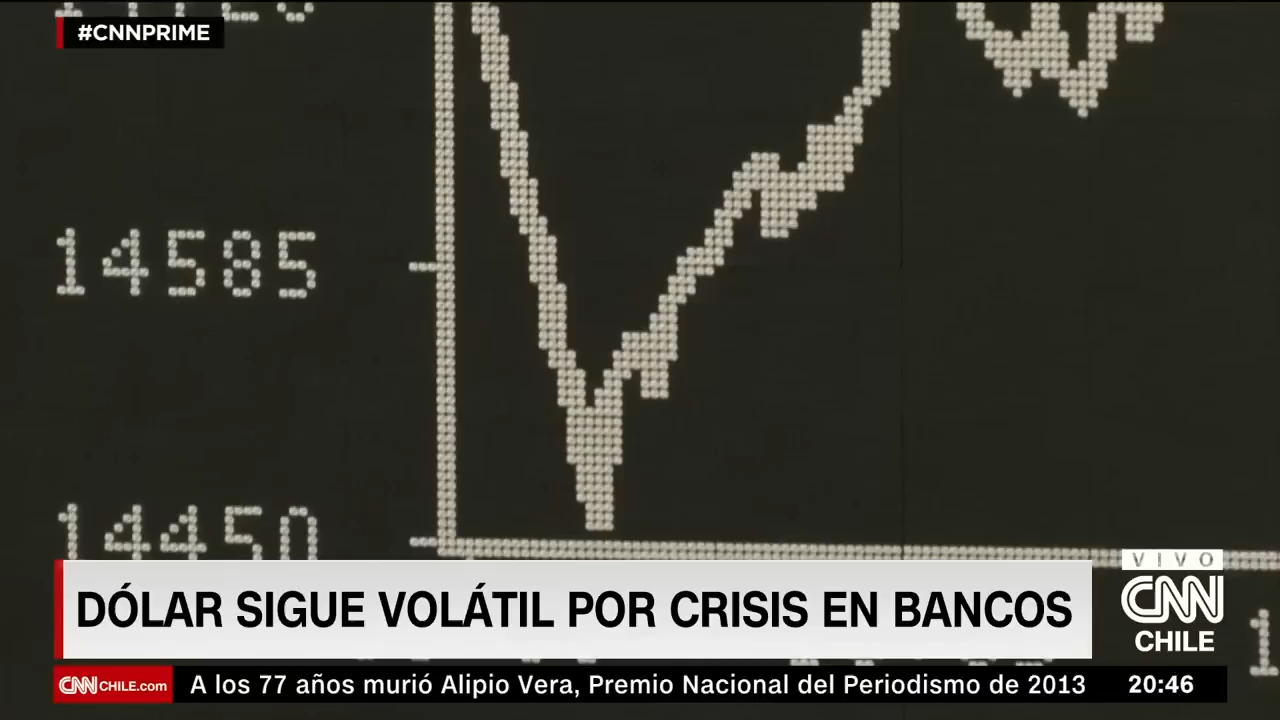 #CNNPRIME
14585
14450
DÓLAR SIGUE VOLÁTIL POR CRISIS EN BANCOS
VIVO
CNN
CHILE
CNNCHILE.com A los 77 años murió Alipio Vera, Premio Nacional del Periodismo de 2013 20:46